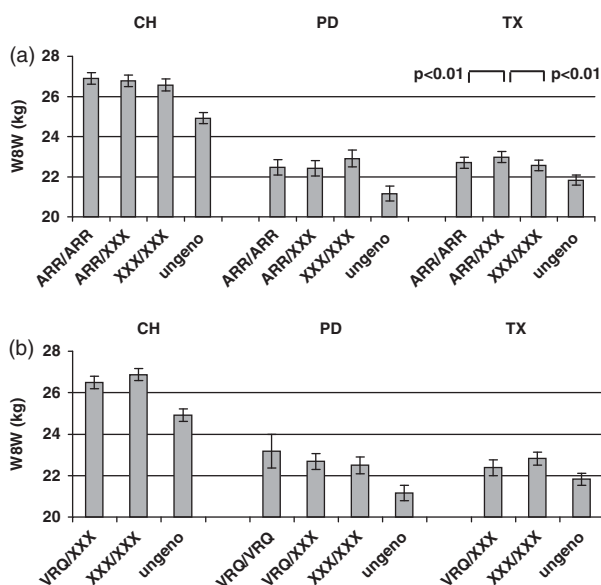 CH PD TX
(a)
28
26
24
22
20
W8W (kg)
p<0.01 p<0.01
ARR/ARR ARR/XXX XXX/XXX ungeno ARR/ARR ARR/XXX XXX/XXX ungeno ARR/ARR ARR/XXX XXX/XXX ungeno
CH PD TX
(b)
28
26
24
22
20
W8W (kg)
VRQ/XXX XXX/XXX ungeno VRQ/VRQ VRQ/XXX XXX/XXX ungeno VRQ/XXX XXX/XXX ungeno